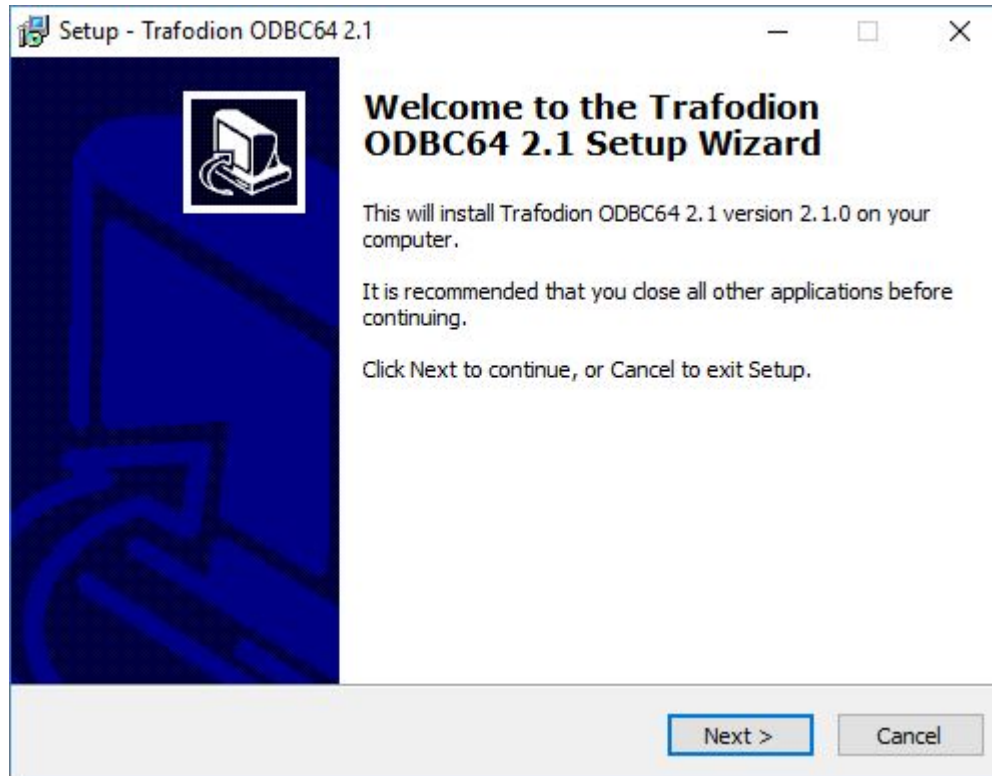 Setup - Trafodion ODBC64 2.1
Welcome to the Trafodion
ODBC64 2.1 Setup Wizard
This will install Trafodion ODBC64 2.1 version 2.1.0 on your
computer.
It is recommended that you close all other applications before
continuing.
Click Next to continue, or Cancel to exit Setup.
Next >
Cancel